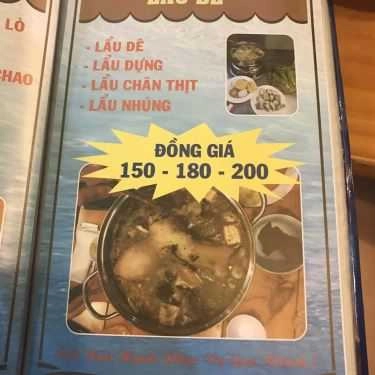 LẨU DÊ
LÒ
CHAO
- LẨU DÊ
- LẨU DỰNG
- LẨU CHÂN THỊT
- LẨU NHÚNG
ĐỒNG GIÁ
150 - 180 - 200